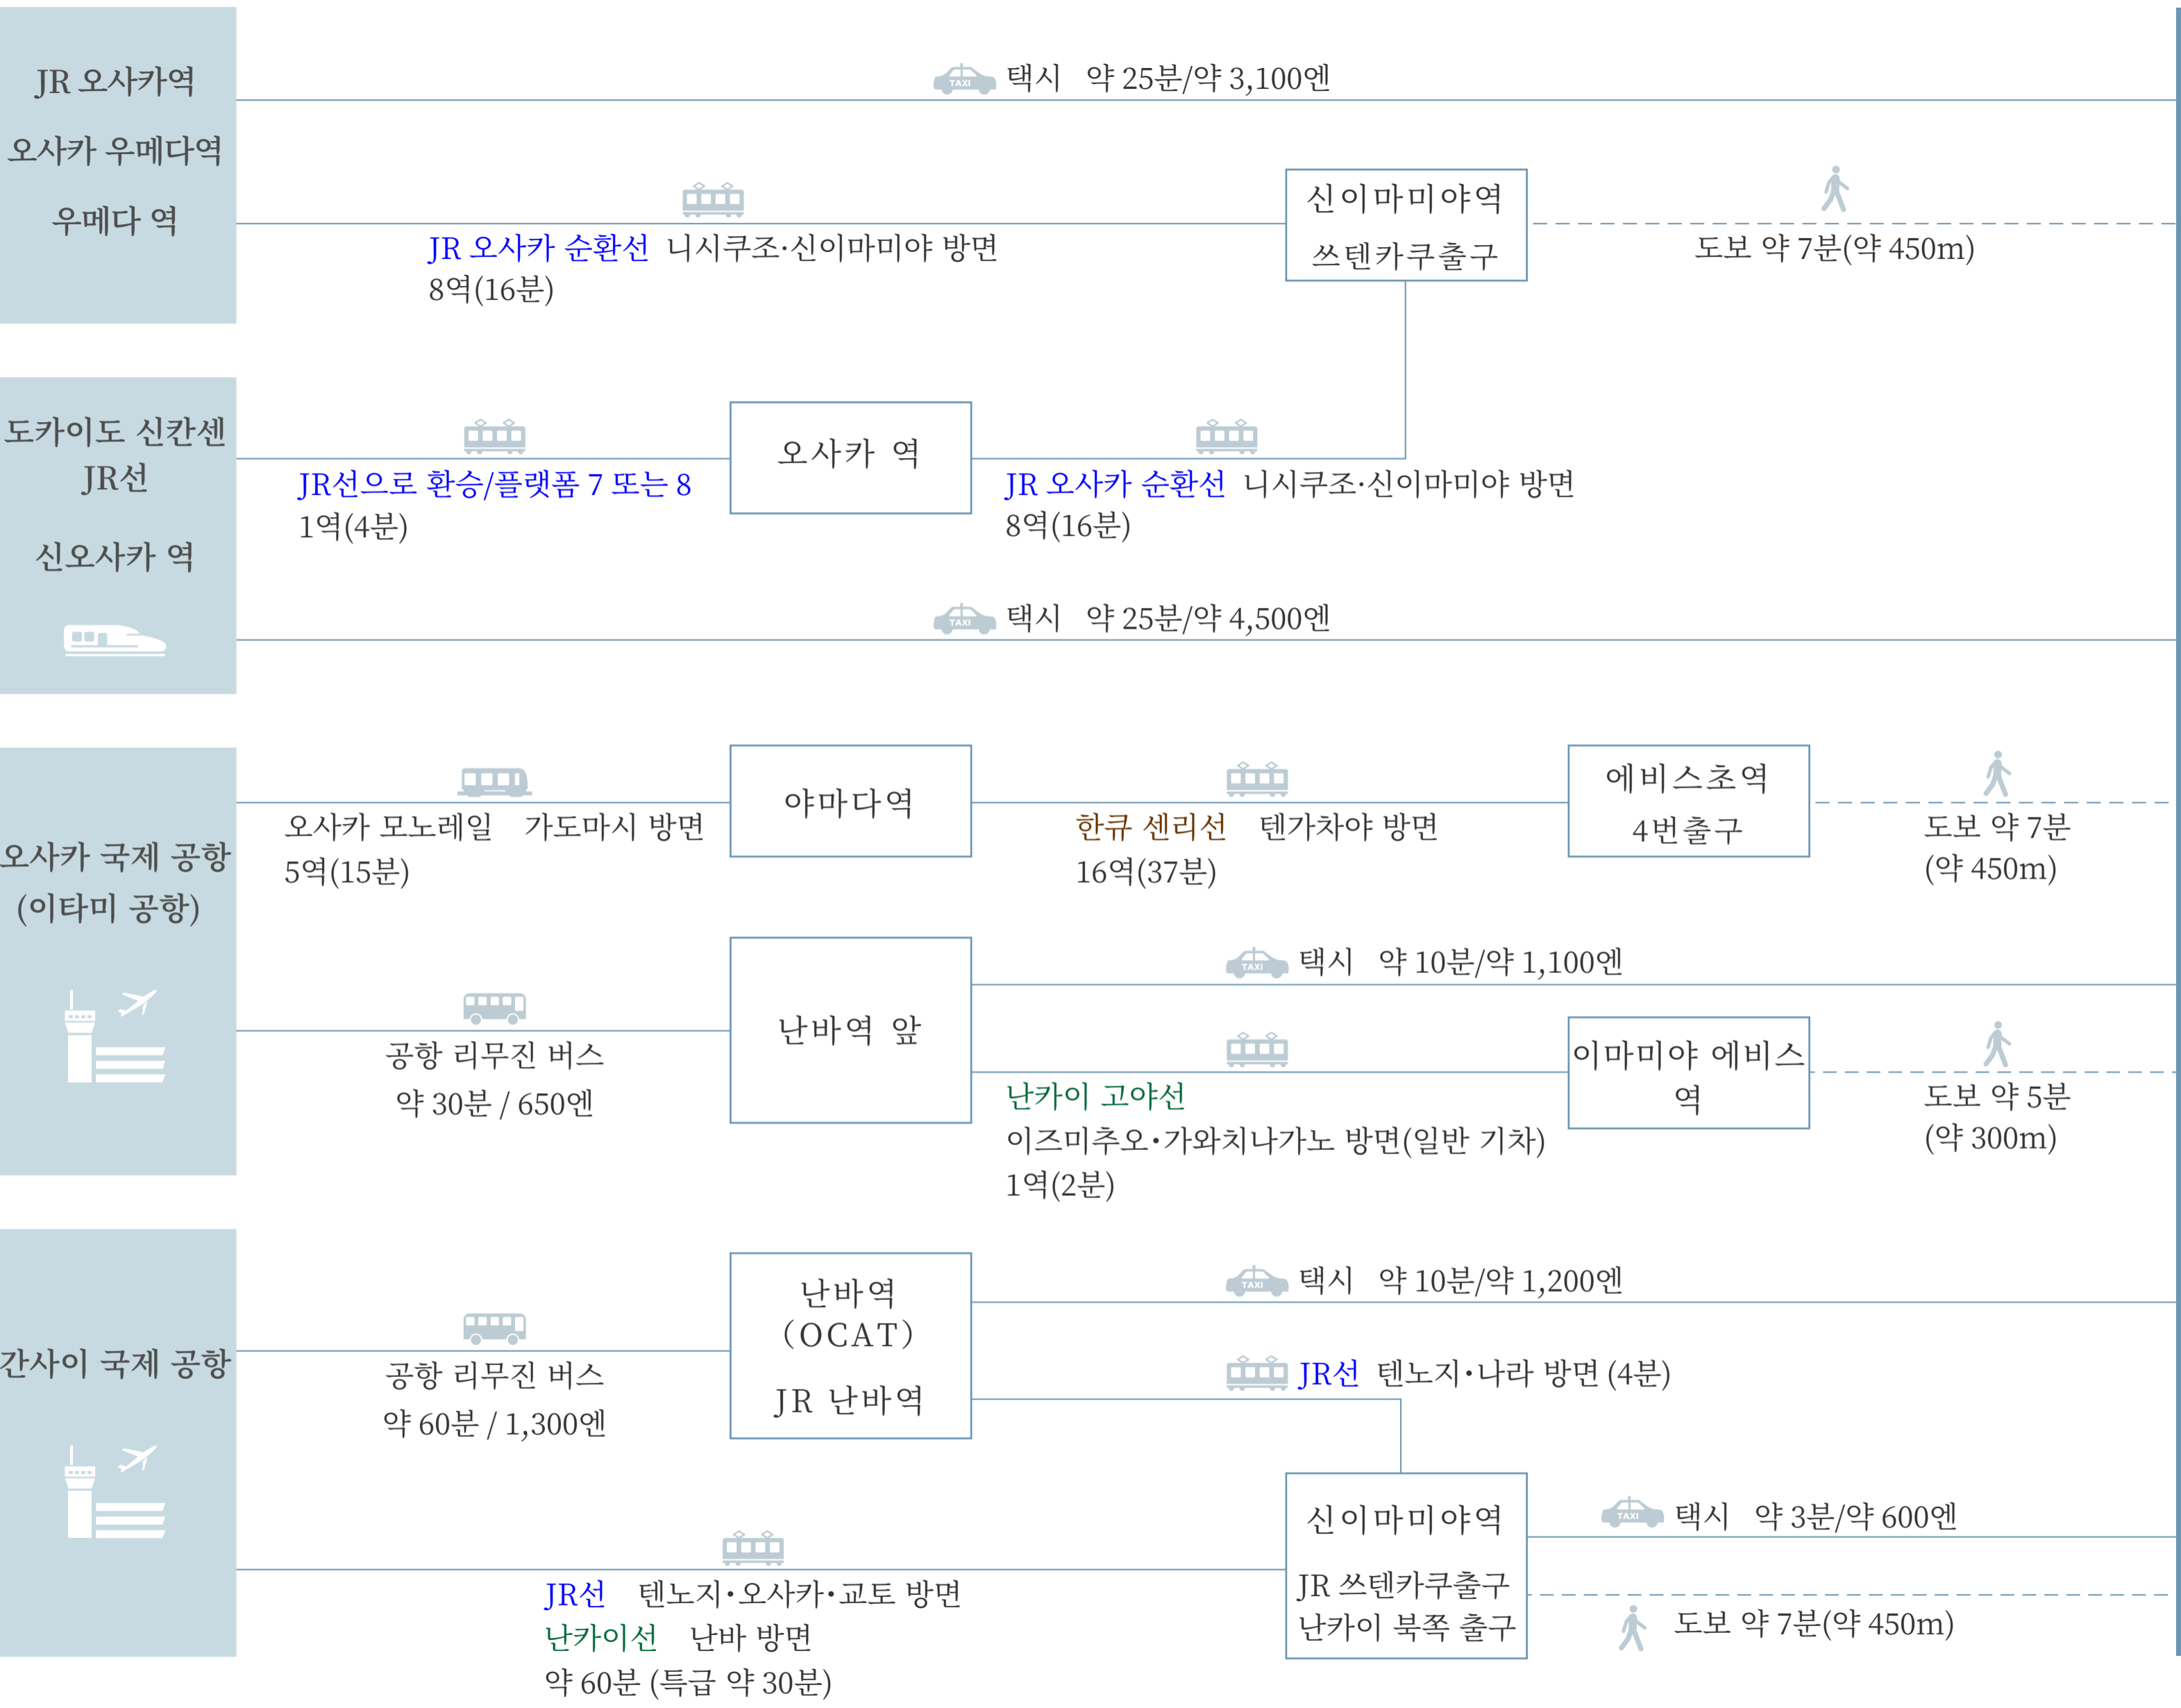 JR 오사카역
오사카 우메다역
우메다 역
TAXI 택시 약 25분/약 3,100엔
JR 오사카 순환선 니시쿠조·신이마미야 방면
8역(16분)
신이마미야역
쓰텐카쿠출구
도보 약 7분(약 450m)
도카이도 신칸센
JR선
신오사카 역
JR선으로 환승/플랫폼 7 또는 8
1역(4분)
오사카 역
JR 오사카 순환선 니시쿠조·신이마미야 방면
8역(16분)
TAXI 택시 약 25분/약 4,500엔
오사카 국제 공항
(이타미 공항)
오사카 모노레일 가도마시 방면
5역(15분)
야마다역
한큐 센리선 텐가차야 방면
16역(37분)
에비스초역
4번출구
도보 약 7분
(약 450m)
공항 리무진 버스
약 30분 / 650엔
난바역 앞
TAXI 택시 약 10분/약 1,100엔
난카이 고야선
이즈미추오·가와치나가노 방면(일반 기차)
1역(2분)
이마미야 에비스
역
도보 약 5분
(약 300m)
간사이 국제 공항
공항 리무진 버스
약 60분 / 1,300엔
난바역
(OCAT)
JR 난바역
TAXI 택시 약 10분/약 1,200엔
JR선 텐노지·나라 방면 (4분)
JR선 텐노지·오사카·교토 방면
난카이선 난바 방면
약 60분 (특급 약 30분)
신이마미야역
JR 쓰텐카쿠출구
난카이 북쪽 출구
TAXI 택시 약 3분/약 600엔
도보 약 7분(약 450m)